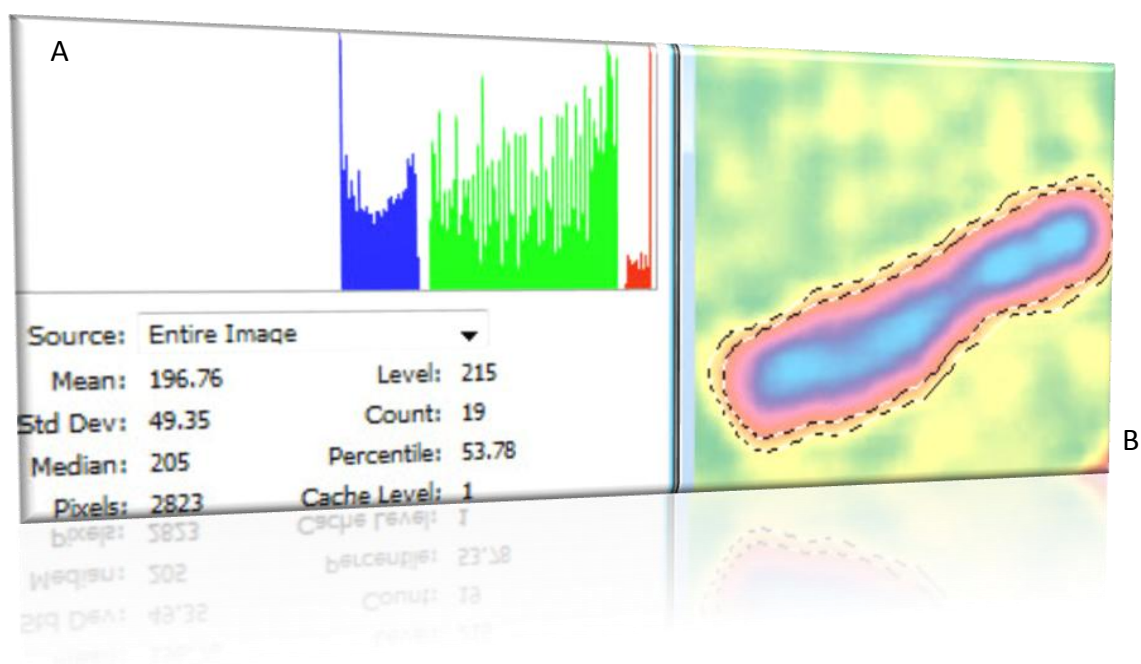 A
Source: Entire Image
Mean: 196.76 Level: 215
Std Dev: 49.35 Count: 19
Median: 205 Percentile: 53.78
Pixels: 2823 Cache Level: 1
B